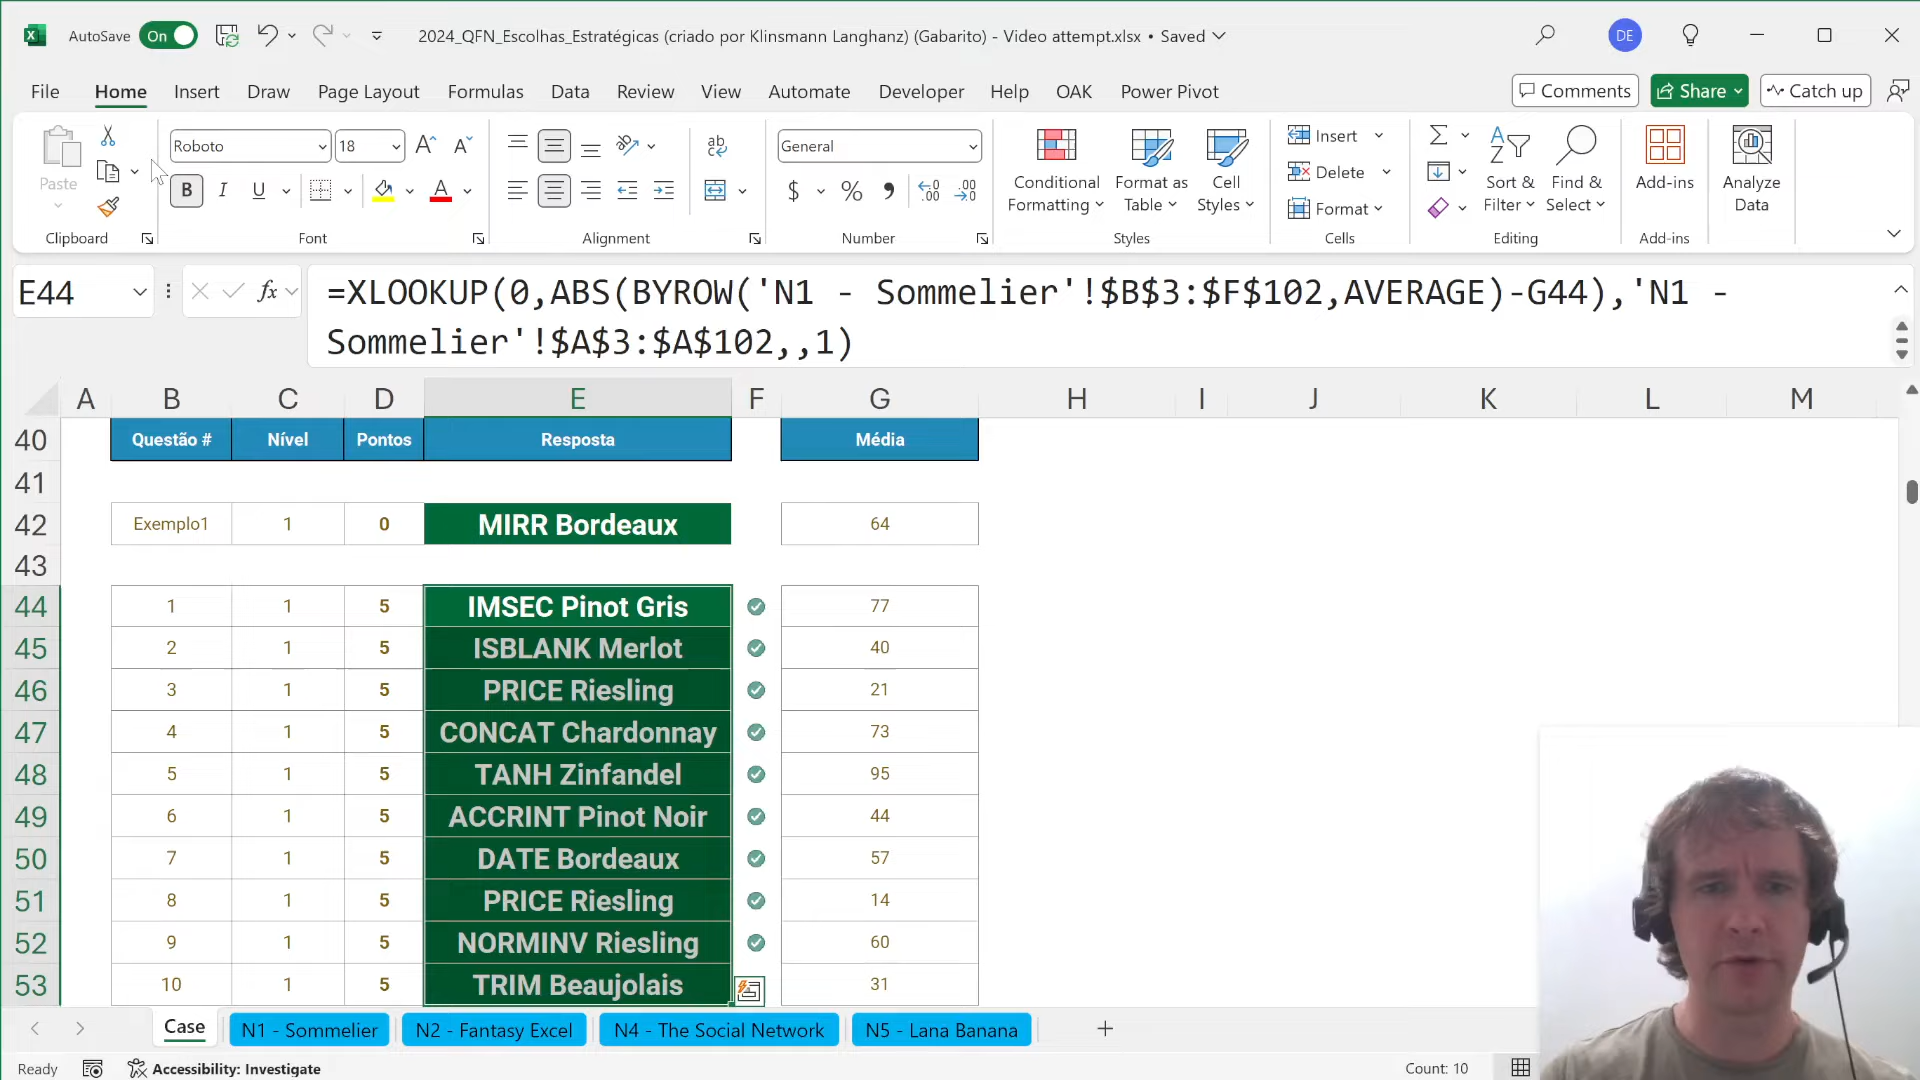 AutoSave On 2024_QFN_Escolhas_Estratégicas (criado por Klinsmann Langhanz) (Gabarito) - Video attempt.xlsx • Saved DE
File Home Insert Draw Page Layout Formulas Data Review View Automate Developer Help OAK Power Pivot Comments Share Catch up
Paste
Clipboard
Roboto 18
B I U A
Font
ab
Alignment
General
$ % 9 .00 .00
Number
Conditional Formatting
Format as Table
Cell Styles
Styles
Insert
Delete
Format
Cells
Sort & Filter
Find & Select
Editing
Add-ins
Add-ins
Analyze Data
E44 fx =XLOOKUP(0,ABS(BYROW('N1 - Sommelier'!$B$3:$F$102,AVERAGE)-G44),'N1 -
Sommelier'!$A$3:$A$102,,1)
A B C D E F G H I J K L M
40 Questão # Nível Pontos Resposta Média
41
42 Exemplo1 1 0 MIRR Bordeaux 64
43
44 1 1 5 IMSEC Pinot Gris 77
45 2 1 5 ISBLANK Merlot 40
46 3 1 5 PRICE Riesling 21
47 4 1 5 CONCAT Chardonnay 73
48 5 1 5 TANH Zinfandel 95
49 6 1 5 ACCRINT Pinot Noir 44
50 7 1 5 DATE Bordeaux 57
51 8 1 5 PRICE Riesling 14
52 9 1 5 NORMINV Riesling 60
53 10 1 5 TRIM Beaujolais 31
Case N1 - Sommelier N2 - Fantasy Excel N4 - The Social Network N5 - Lana Banana
Ready Accessibility: Investigate Count: 10